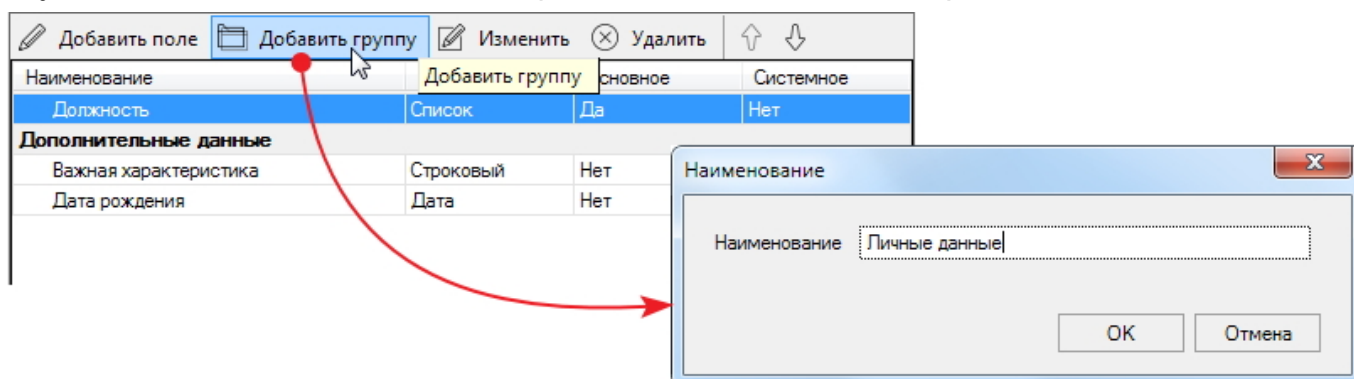 Добавить поле Добавить группу Изменить Удалить
Наименование Добавить группу сновное Системное
Должность Список Да Нет
Дополнительные данные
Важная характеристика Строковый Нет
Дата рождения Дата Нет
Наименование
Наименование Личные данные
ОК Отмена